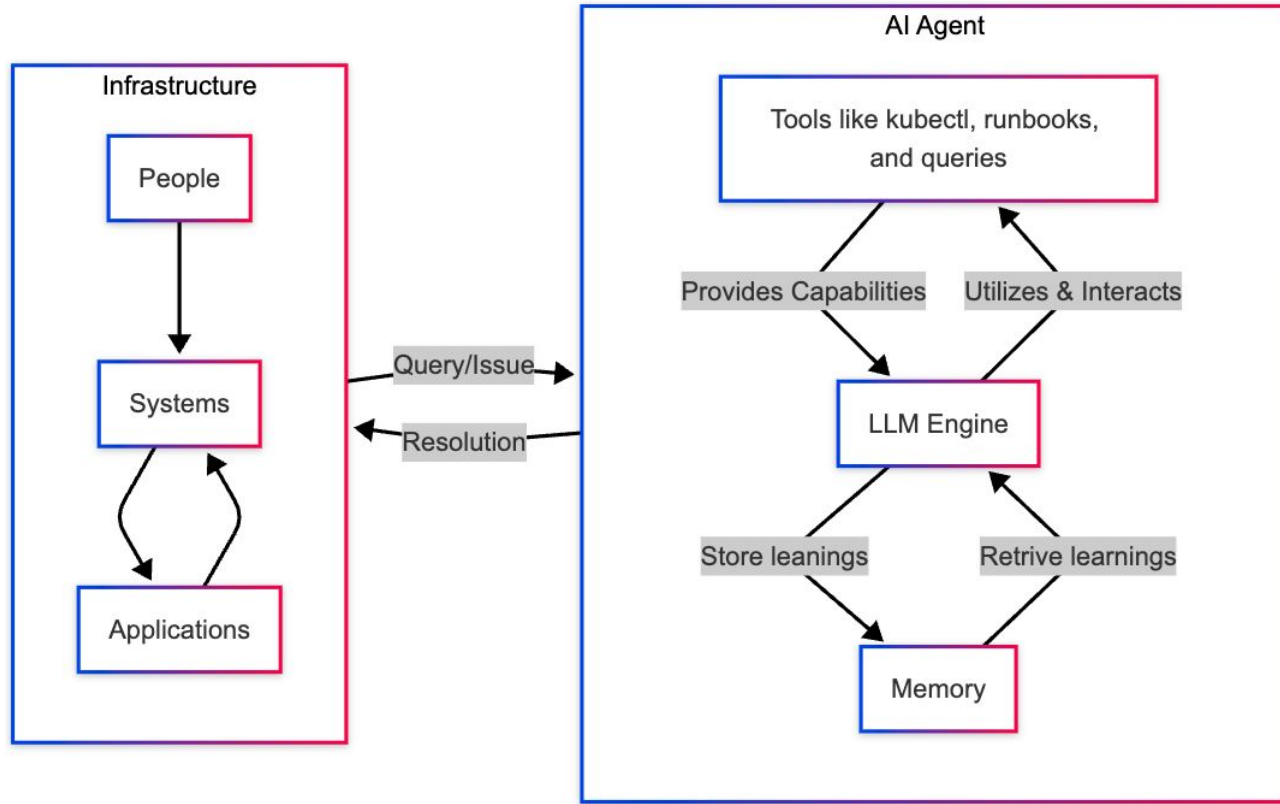 AI Agent
Infrastructure
Tools like kubectl, runbooks,
and queries
People
Provides Capabilities
Utilizes & Interacts
Query/Issue
Systems
LLM Engine
Resolution
Store leanings
Retrive learnings
Applications
Memory